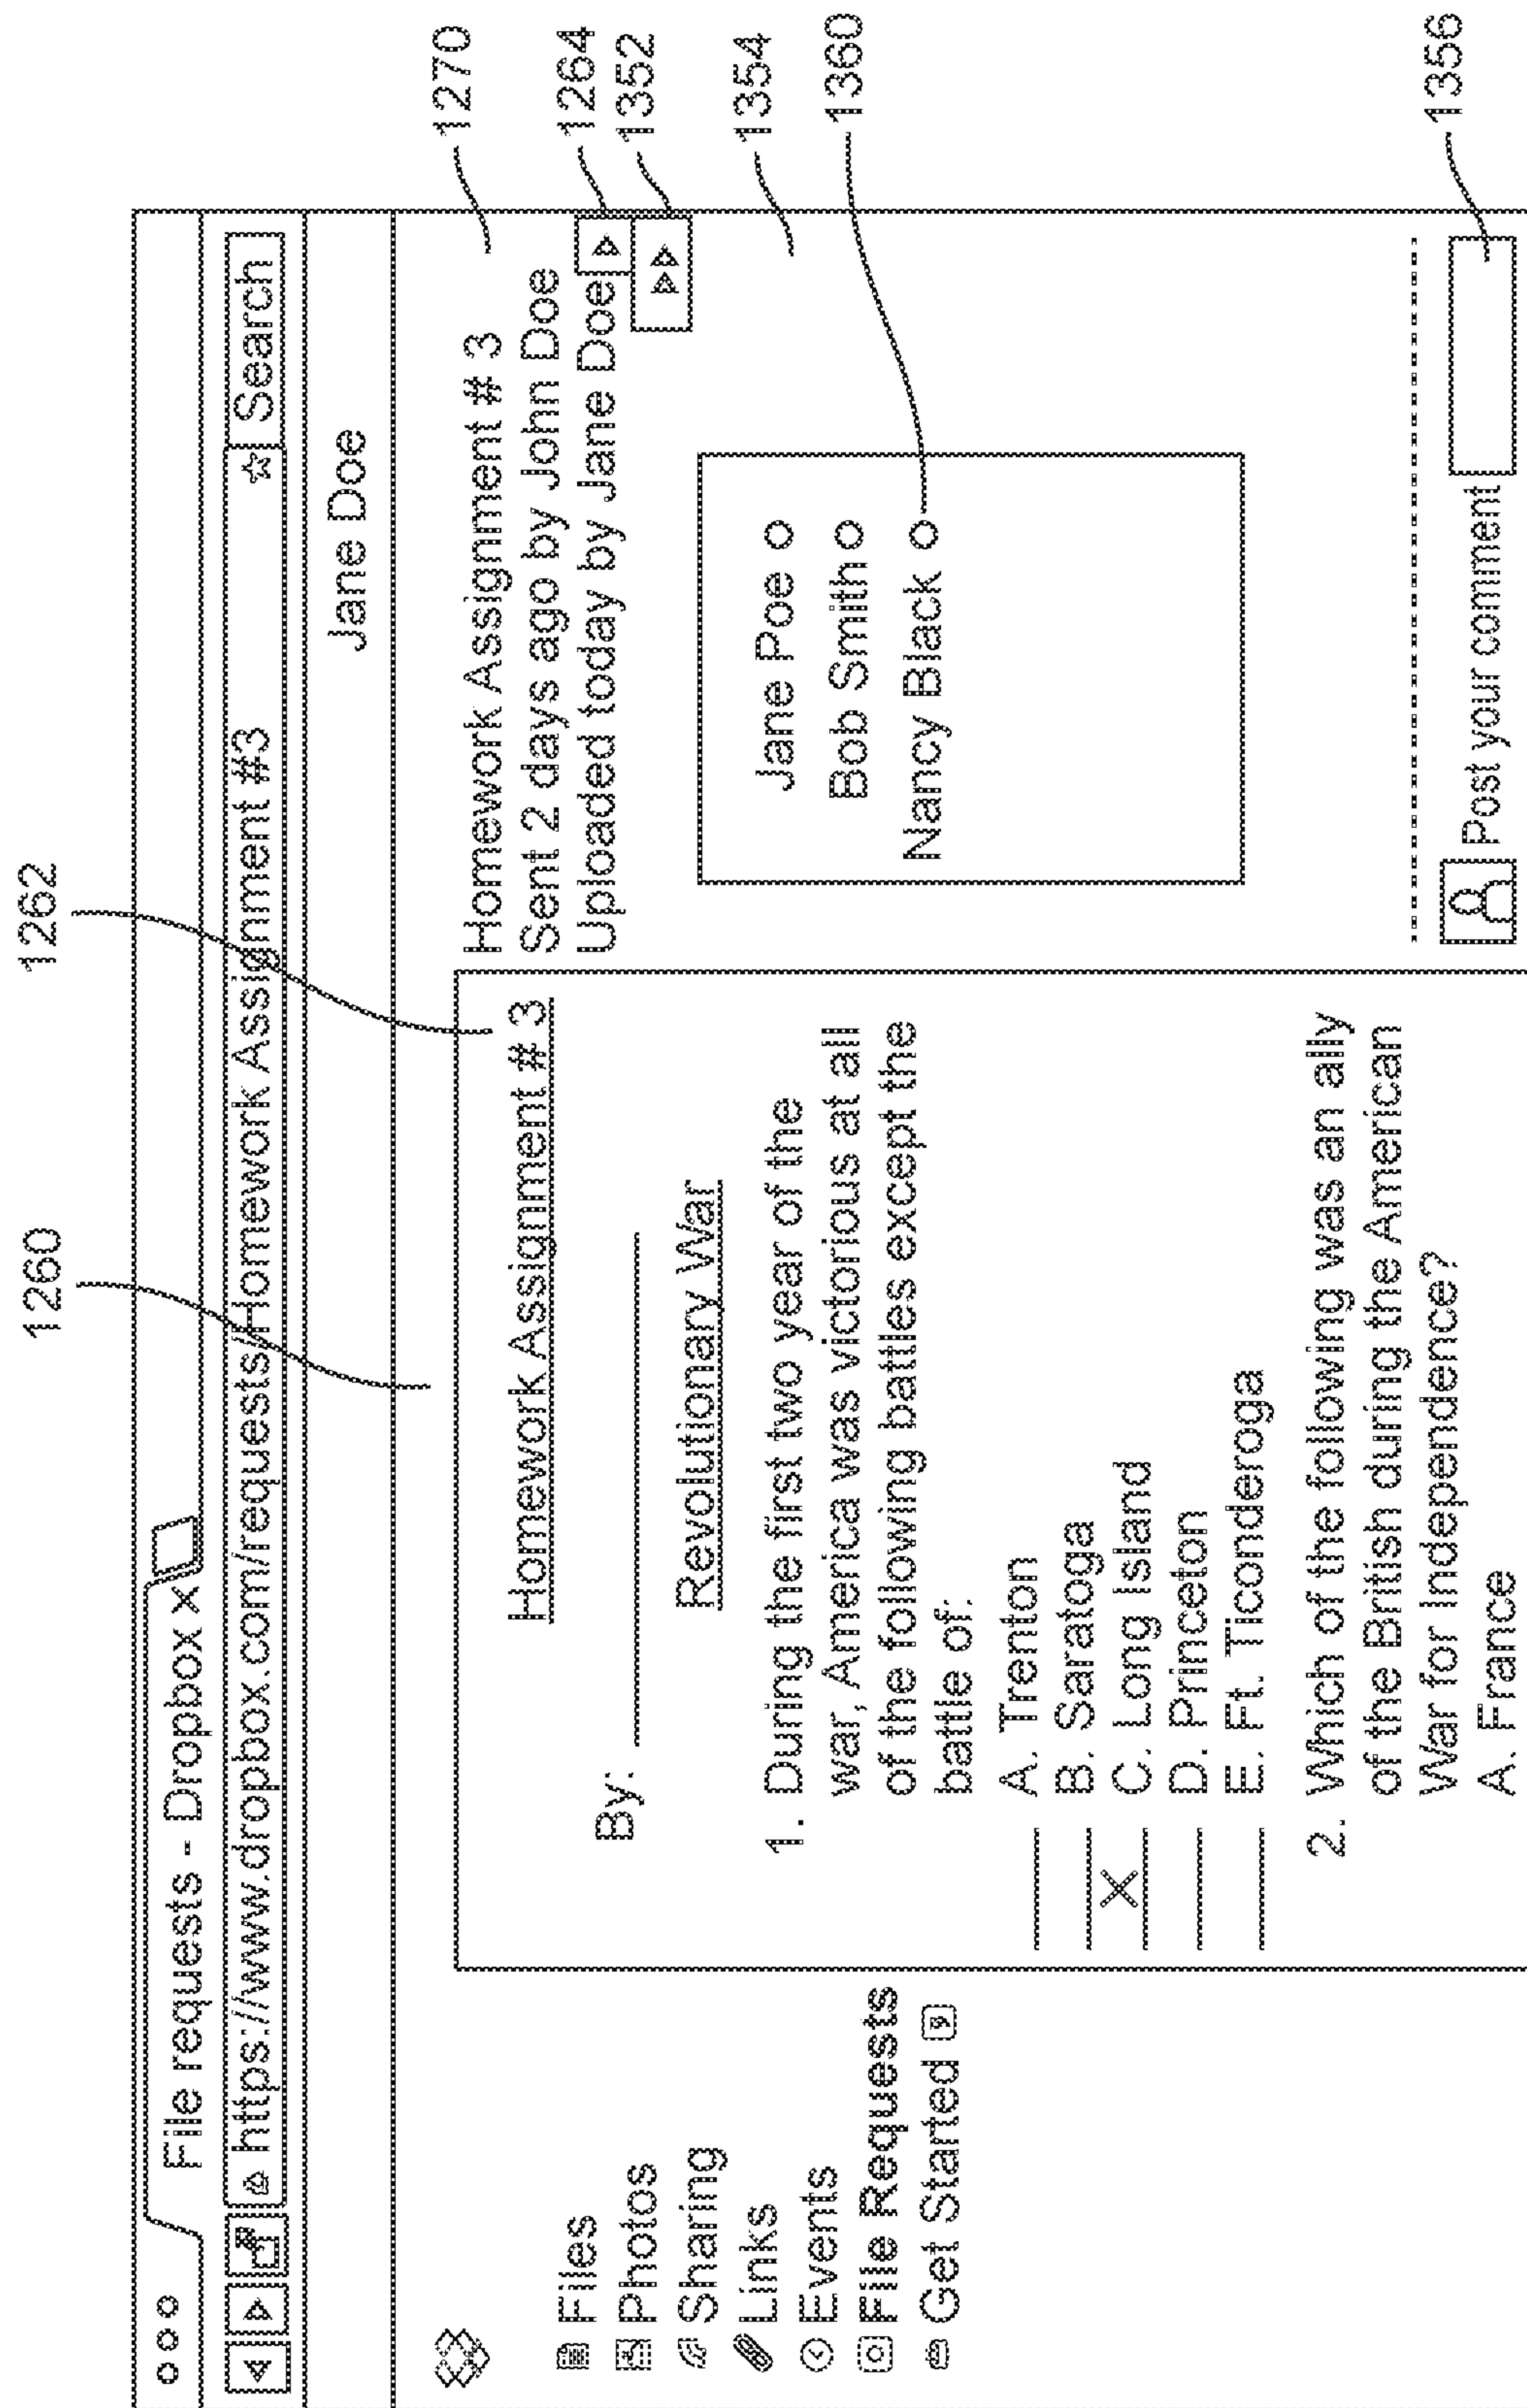 1260
1262
File requests - Dropbox x
https://www.dropbox.com/requests/Homework Assignment #3
Search
Jane Doe
Files
Photos
Sharing
Links
Events
File Requests
Get Started
Homework Assignment # 3
By:
Revolutionary War
1. During the first two year of the
war, America was victorious at all
of the following battles except the
battle of:
A. Trenton
B. Saratoga
X C. Long Island
D. Princeton
E. Ft. Ticonderoga
2. Which of the following was an ally
of the British during the American
War for Independence?
A. France
Homework Assignment # 3
Sent 2 days ago by John Doe
Uploaded today by Jane Doe
Jane Poe
Bob Smith
Nancy Black
Post your comment
1270
1264
1352
1354
1360
1356